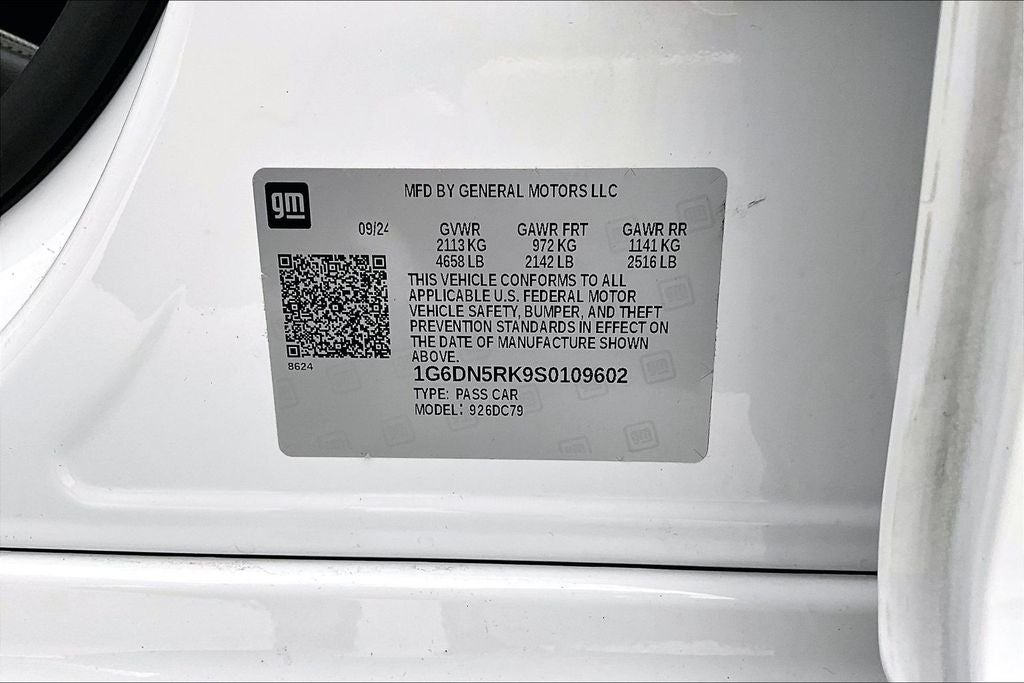 gm
MFD BY GENERAL MOTORS LLC
09/24 GVWR GAWR FRT GAWR RR
2113 KG 972 KG 1141 KG
4658 LB 2142 LB 2516 LB
THIS VEHICLE CONFORMS TO ALL
APPLICABLE U.S. FEDERAL MOTOR
VEHICLE SAFETY, BUMPER, AND THEFT
PREVENTION STANDARDS IN EFFECT ON
THE DATE OF MANUFACTURE SHOWN
ABOVE.
8624
1G6DN5RK9S0109602
TYPE: PASS CAR
MODEL: 926DC79
gm